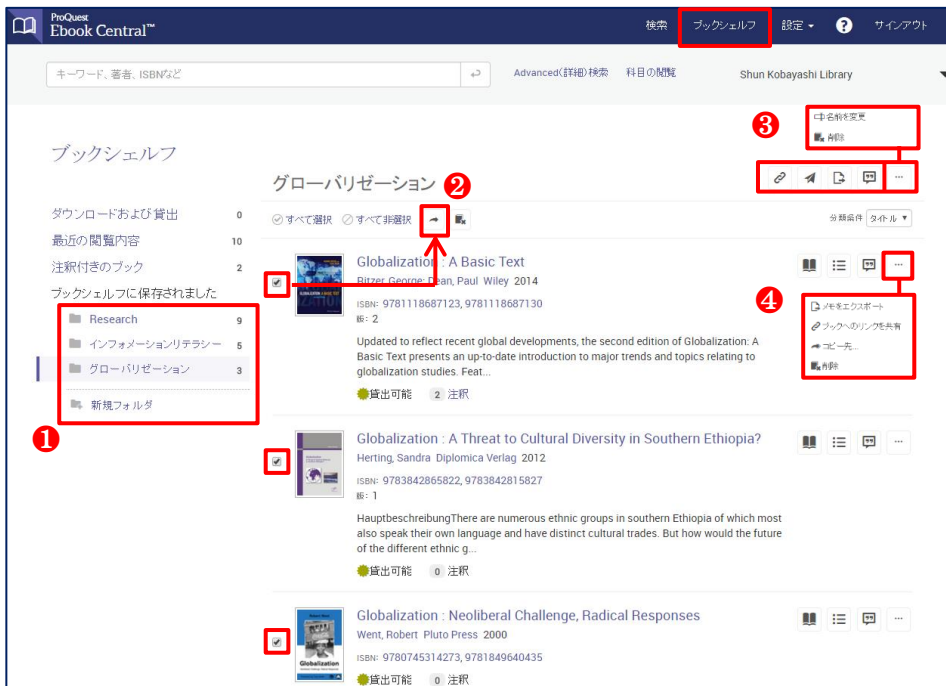 ProQuest
Ebook Central™
検索 ブックシェルフ 設定 ? サインアウト
キーワード、著者、ISBNなど
Advanced(詳細)検索 科目の閲覧 Shun Kobayashi Library
❸
名前を変更
削除
ブックシェルフ
グローバリゼーション ❷
ダウンロードおよび貸出 0
最近の閲覧内容 10
注釈付きのブック 2
ブックシェルフに保存されました
Research 9
インフォメーションリテラシー 5
グローバリゼーション 3
新規フォルダ
❶
すべて選択 すべて非選択
分類条件 タイトル
Globalization : A Basic Text
Ritzer, George; Dean, Paul Wiley 2014
ISBN: 9781118687123, 9781118687130
版: 2
Updated to reflect recent global developments, the second edition of Globalization: A
Basic Text presents an up-to-date introduction to major trends and topics relating to
globalization studies. Feat...
貸出可能 2 注釈
❹
メモをエクスポート
ブックへのリンクを共有
コピー先...
削除
Globalization : A Threat to Cultural Diversity in Southern Ethiopia?
Herting, Sandra Diplomica Verlag 2012
ISBN: 9783842865822, 9783842815827
版: 1
HauptbeschreibungThere are numerous ethnic groups in southern Ethiopia of which most
also speak their own language and have distinct cultural trades. But how would the future
of the different ethnic g...
貸出可能 0 注釈
Globalization : Neoliberal Challenge, Radical Responses
Went, Robert Pluto Press 2000
ISBN: 9780745314273, 9781849640435
貸出可能 0 注釈
Globalization